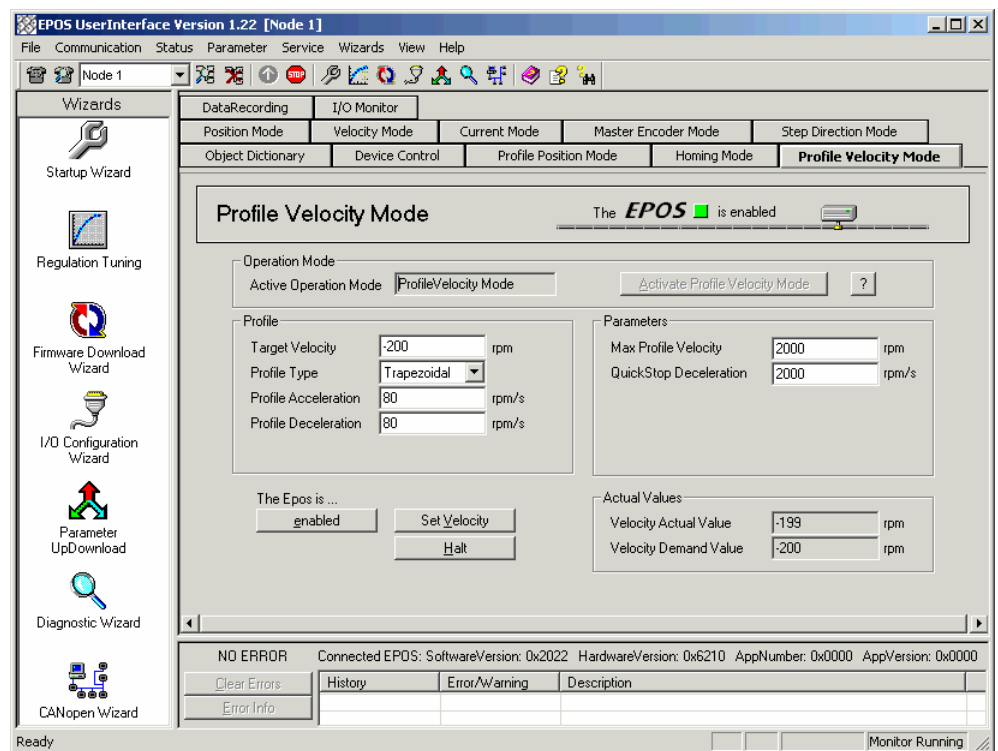 EPOS UserInterface Version 1.22 [Node 1]
File Communication Status Parameter Service Wizards View Help
Node 1 STOP ?
Wizards
Startup Wizard
Regulation Tuning
Firmware Download
Wizard
I/O Configuration
Wizard
Parameter
UpDownload
Diagnostic Wizard
CANopen Wizard
DataRecording I/O Monitor
Position Mode Velocity Mode Current Mode Master Encoder Mode Step Direction Mode
Object Dictionary Device Control Profile Position Mode Homing Mode Profile Velocity Mode
Profile Velocity Mode The EPOS is enabled
Operation Mode
Active Operation Mode ProfileVelocity Mode Activate Profile Velocity Mode ?
Profile
Target Velocity -200 rpm
Profile Type Trapezoidal
Profile Acceleration 80 rpm/s
Profile Deceleration 80 rpm/s
Parameters
Max Profile Velocity 2000 rpm
QuickStop Deceleration 2000 rpm/s
The Epos is ...
enabled Set Velocity
Halt
Actual Values
Velocity Actual Value -199 rpm
Velocity Demand Value -200 rpm
NO ERROR Connected EPOS: SoftwareVersion: 0x2022 HardwareVersion: 0x6210 AppNumber: 0x0000 AppVersion: 0x0000
Clear Errors History Error/Warning Description
Error Info
Ready Monitor Running